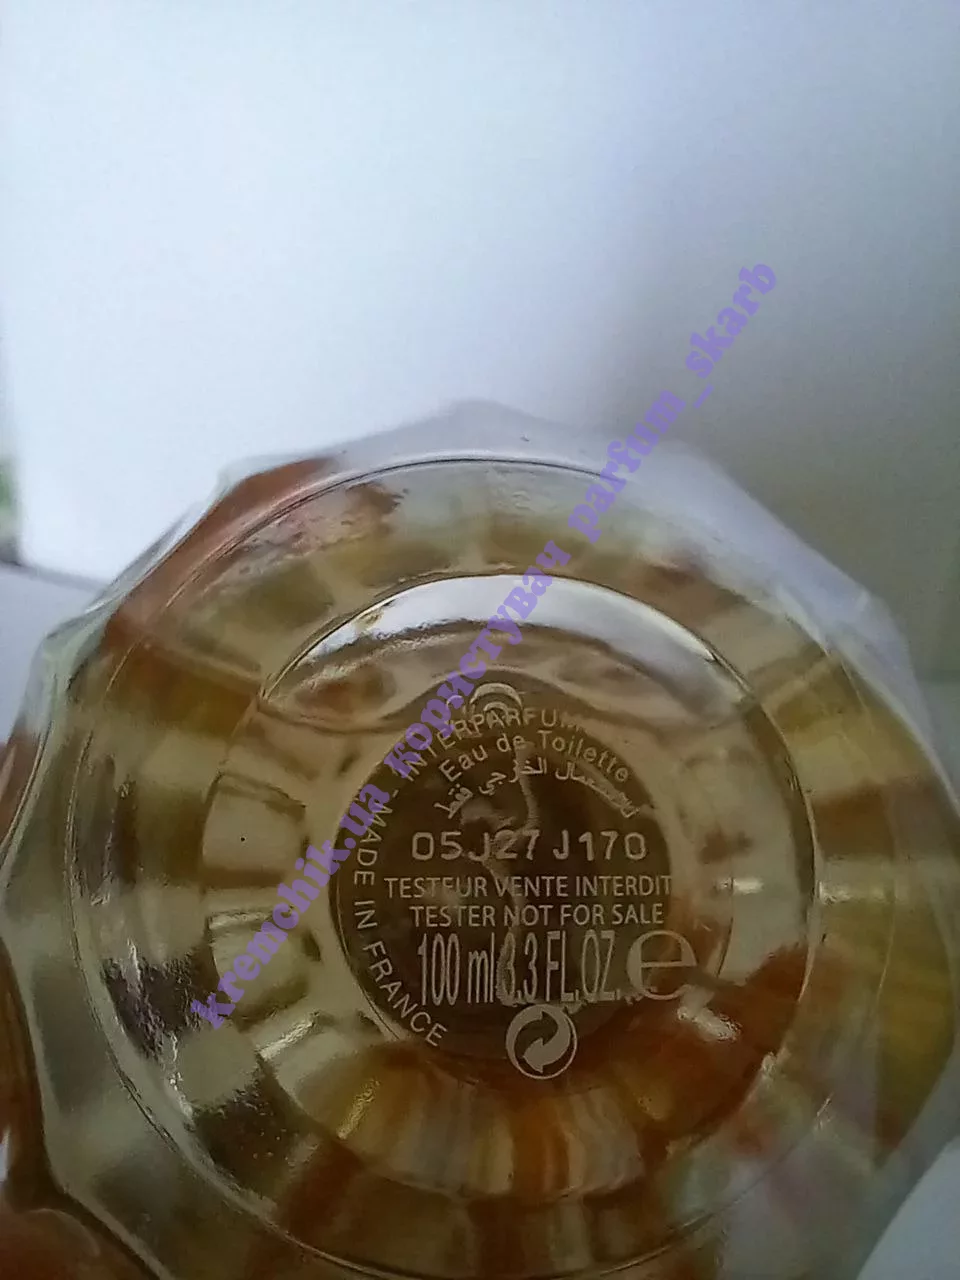 INTERPARFUM
Eau de Toilette
للاستعمال الخارجي فقط
05J27 J170
TESTEUR VENTE INTERDIT
TESTER NOT FOR SALE
100 ml/3.3 FL.OZ. e
MADE IN FRANCE
kremchik.ua користувач parfum_skarb